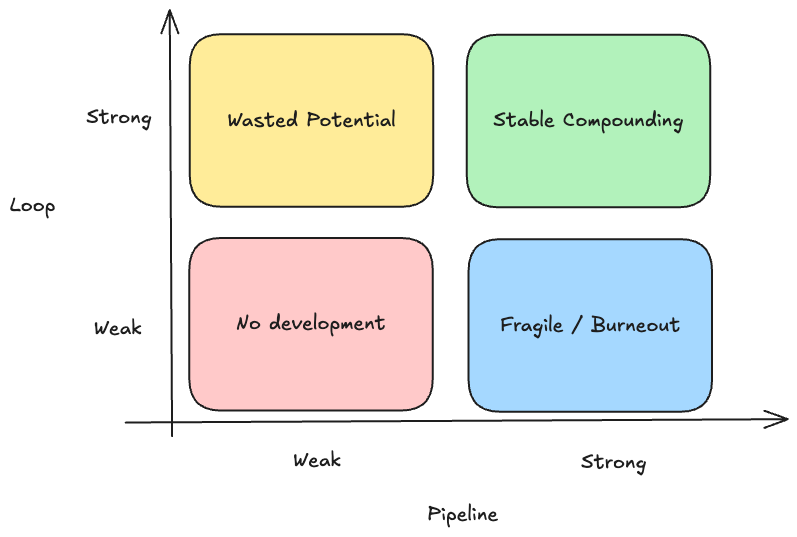 Strong
Wasted Potential
Stable Compounding
Loop
Weak
No development
Fragile / Burneout
Weak
Strong
Pipeline